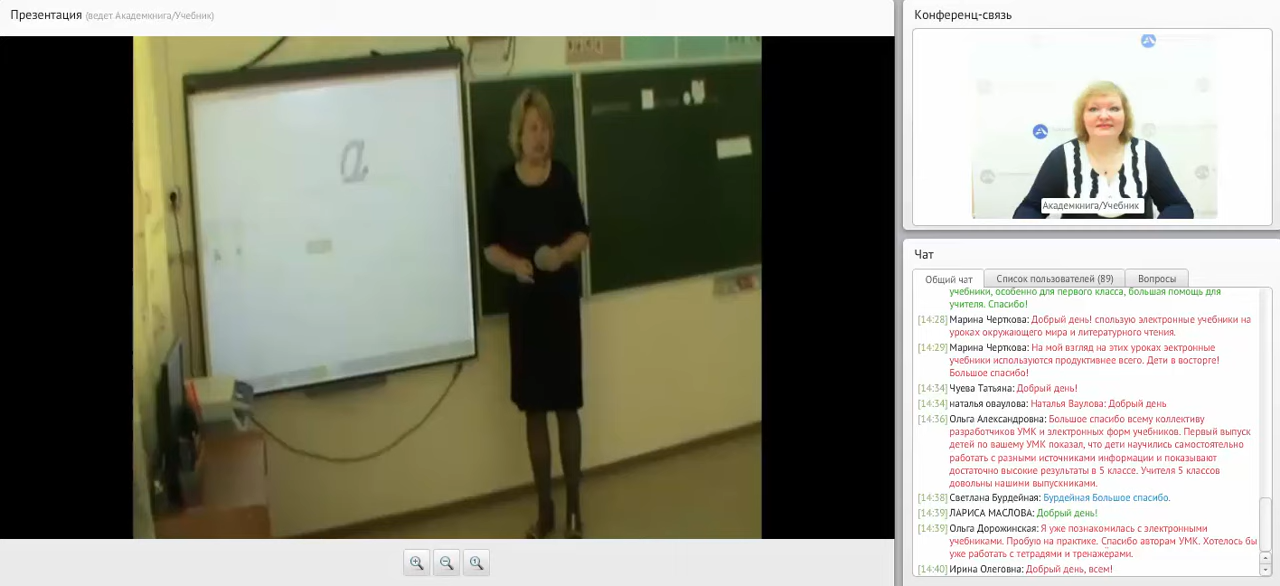 Презентация (ведет Академкнига/Учебник)
а
Конференц-связь
Академкнига/Учебник
Чат
Общий чат
Список пользователей (89)
Вопросы
учебники, особенно для первого класса, большая помощь для
учителя. Спасибо!
[14:28] Марина Черткова: Добрый день! спользую электронные учебники на
уроках окружающего мира и литературного чтения.
[14:29] Марина Черткова: На мой взгляд на этих уроках эектронные
учебники используются продуктивнее всего. Дети в восторге!
Большое спасибо!
[14:34] Чуева Татьяна: Добрый день!
[14:34] наталья оваулова: Наталья Ваулова: Добрый день
[14:36] Ольга Александровна: Большое спасибо всему коллективу
разработчиков УМК и электронных форм учебников. Первый выпуск
детей по вашему УМК показал, что дети научились самостоятельно
работать с разными источниками информации и показывают
достаточно высокие результаты в 5 классе. Учителя 5 классов
довольны нашими выпускниками.
[14:38] Светлана Бурдейная: Бурдейная Большое спасибо.
[14:39] ЛАРИСА МАСЛОВА: Добрый день!
[14:39] Ольга Дорожинская: Я уже познакомилась с электронными
учебниками. Пробую на практике. Спасибо авторам УМК. Хотелось бы
уже работать с тетрадями и тренажёрами.
[14:40] Ирина Олеговна: Добрый день, всем!